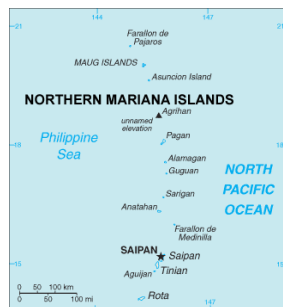 144
147
21
Farallon de
Pajaros
MAUG ISLANDS
Asuncion Island
NORTHERN MARIANA ISLANDS
Agrihan
unnamed
elevation
Philippine
Sea
Pagan
18
Alamagan
Guguan
NORTH
PACIFIC
OCEAN
Sarigan
Anatahan
Farallon de
Medinilla
SAIPAN
Saipan
15
Tinian
Aguijan
0 50 100 km
0 50 100 mi
Rota
147